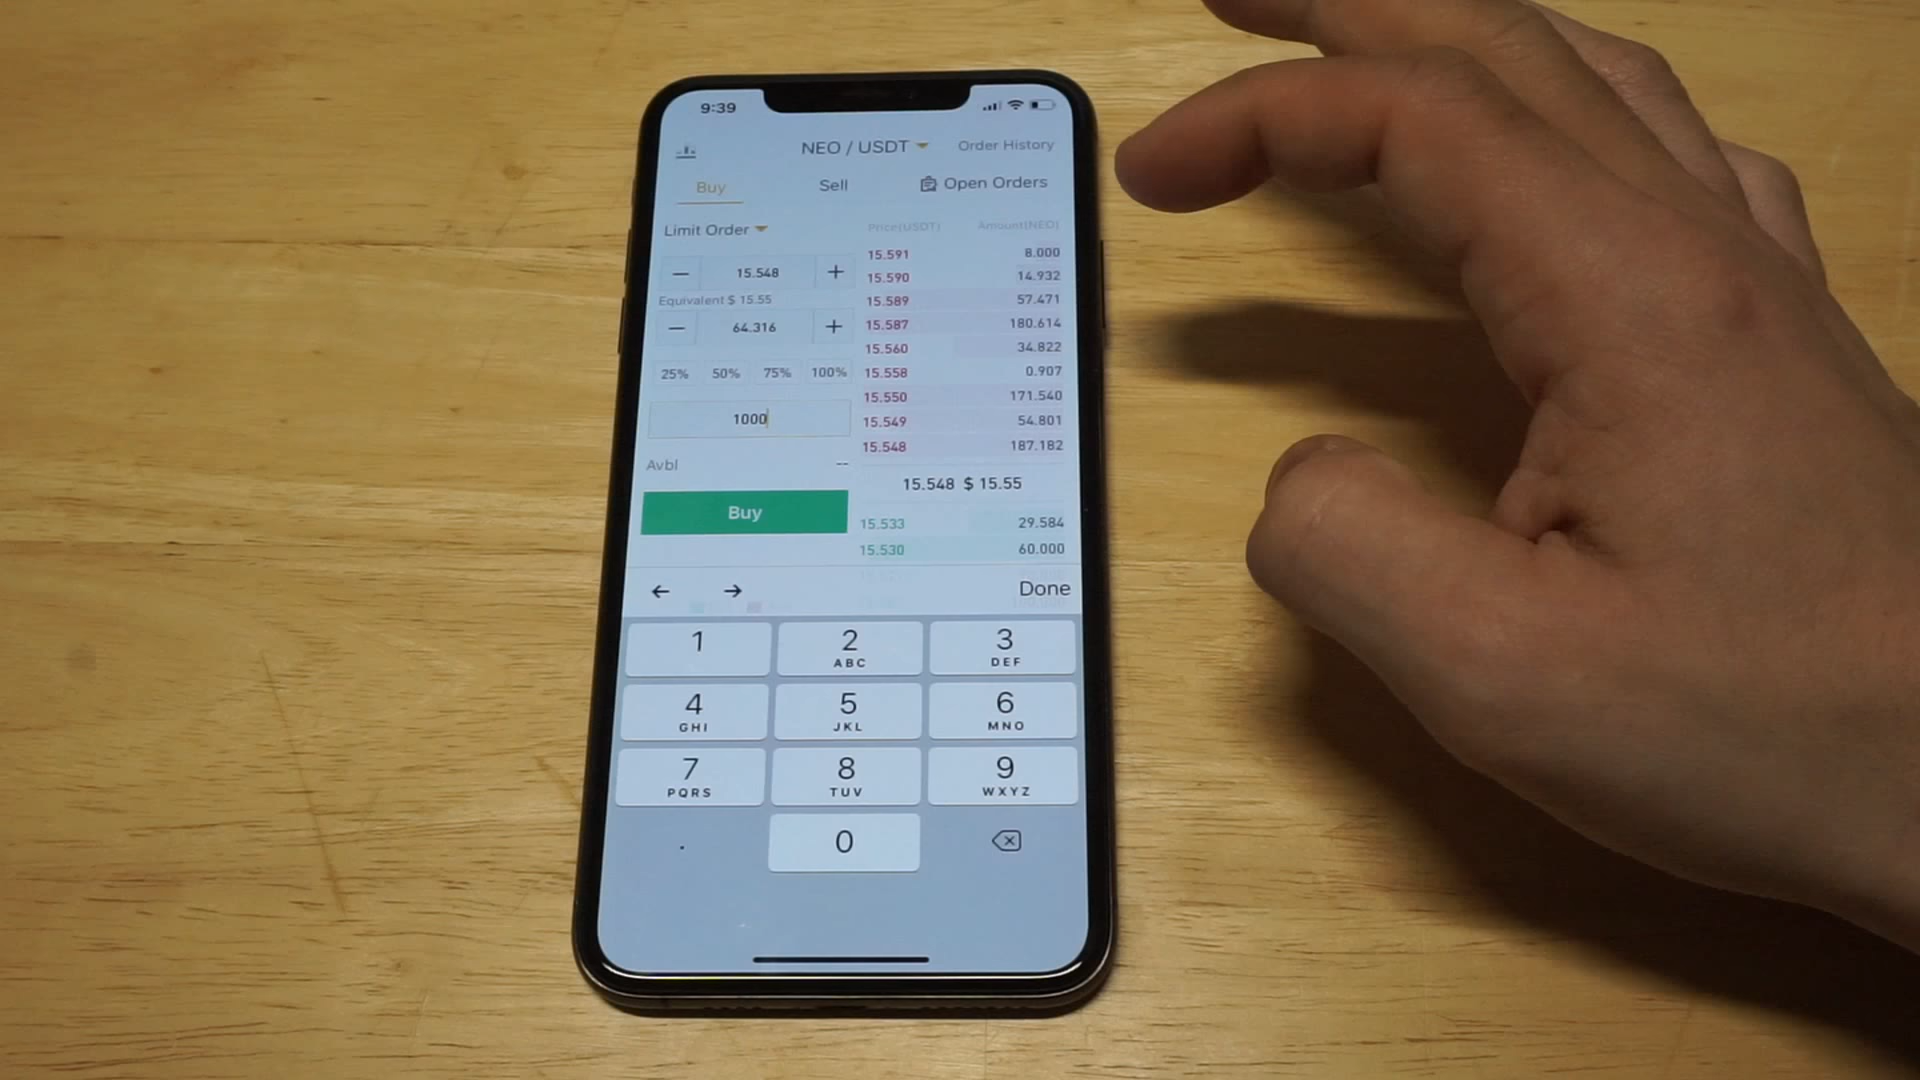 9:39
NEO / USDT
Order History
Buy
Sell
Open Orders
Limit Order
Price(USDT)
Amount(NEO)
− 15.548 +
Equivalent $ 15.55
− 64.316 +
25% 50% 75% 100%
1000
Avbl --
Buy
15.591 8.000
15.590 14.932
15.589 57.471
15.587 180.614
15.560 34.822
15.558 0.907
15.550 171.540
15.549 54.801
15.548 187.182
15.548 $ 15.55
15.533 29.584
15.530 60.000
← → Done
1
2 ABC
3 DEF
4 GHI
5 JKL
6 MNO
7 PQRS
8 TUV
9 WXYZ
.
0